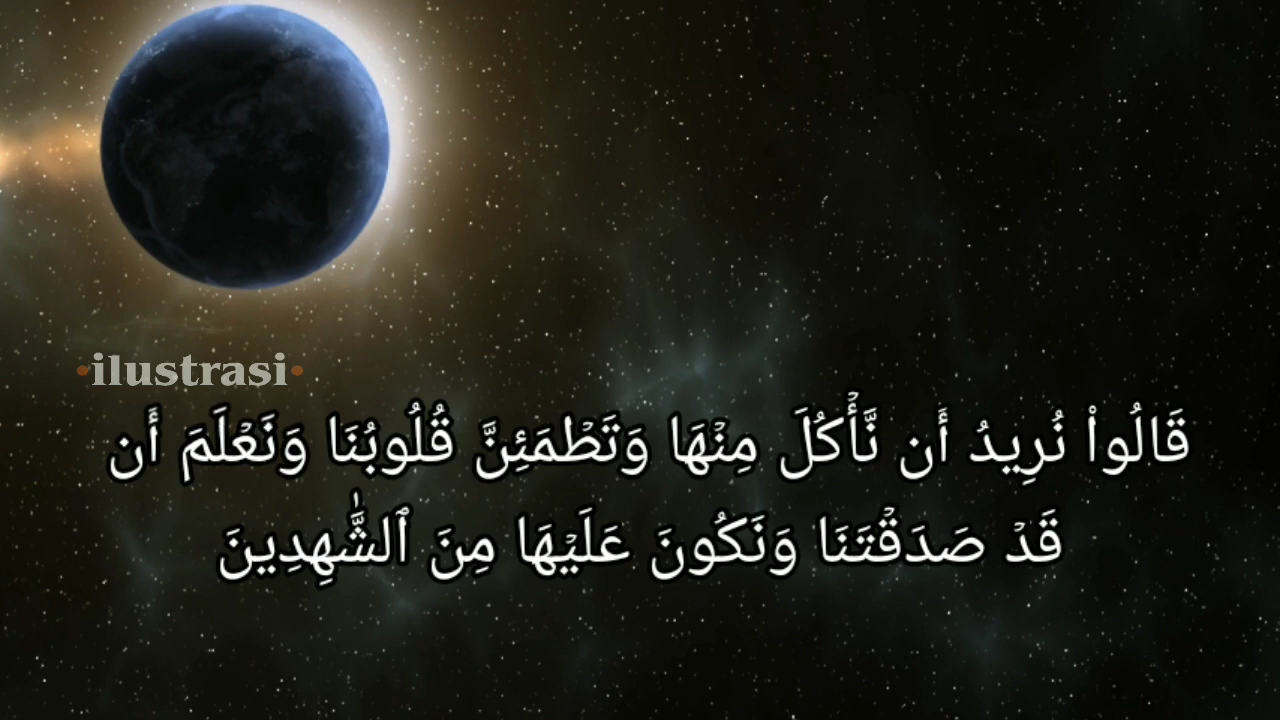 •ilustrasi•
قَالُوا۟ نُرِيدُ أَن نَّأْكُلَ مِنْهَا وَتَطْمَئِنَّ قُلُوبُنَا وَنَعْلَمَ أَن
قَدْ صَدَقْتَنَا وَنَكُونَ عَلَيْهَا مِنَ ٱلشَّٰهِدِينَ